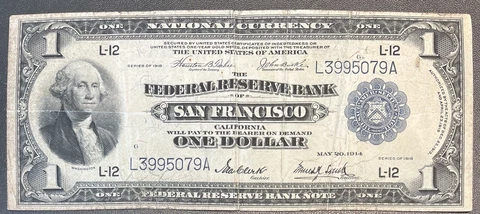 NATIONAL CURRENCY
ONE ONE
1 1
SECURED BY UNITED STATES CERTIFICATES OF INDEBTEDNESS OR
UNITED STATES ONE-YEAR GOLD NOTES, DEPOSITED WITH THE TREASURER OF
THE UNITED STATES OF AMERICA
L-12 L-12
SERIES OF 1918
L3995079A
THE
FEDERAL RESERVE BANK
OF
SAN FRANCISCO
CALIFORNIA
WILL PAY TO THE BEARER ON DEMAND
L3995079A ONE DOLLAR
MAY 20, 1914
SERIES OF 1918
WASHINGTON
L-12 L-12
1 1
ONE ONE
FEDERAL RESERVE BANK NOTE